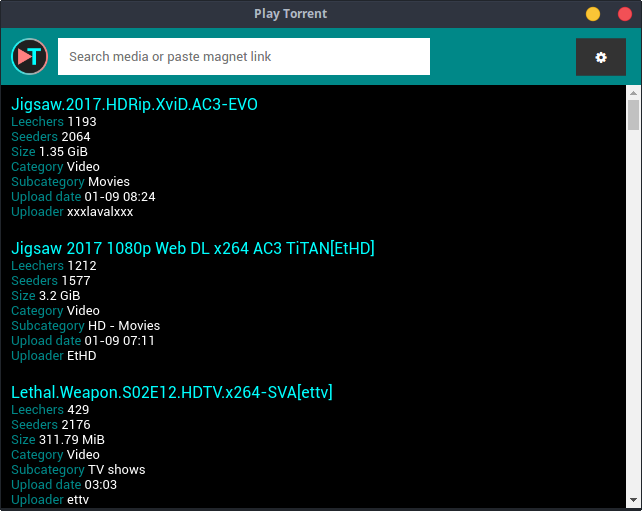 Play Torrent
T
Search media or paste magnet link
Jigsaw.2017.HDRip.XviD.AC3-EVO
Leechers 1193
Seeders 2064
Size 1.35 GiB
Category Video
Subcategory Movies
Upload date 01-09 08:24
Uploader xxxlavalxxx
Jigsaw 2017 1080p Web DL x264 AC3 TiTAN[EtHD]
Leechers 1212
Seeders 1577
Size 3.2 GiB
Category Video
Subcategory HD - Movies
Upload date 01-09 07:11
Uploader EtHD
Lethal.Weapon.S02E12.HDTV.x264-SVA[ettv]
Leechers 429
Seeders 2176
Size 311.79 MiB
Category Video
Subcategory TV shows
Upload date 03:03
Uploader ettv